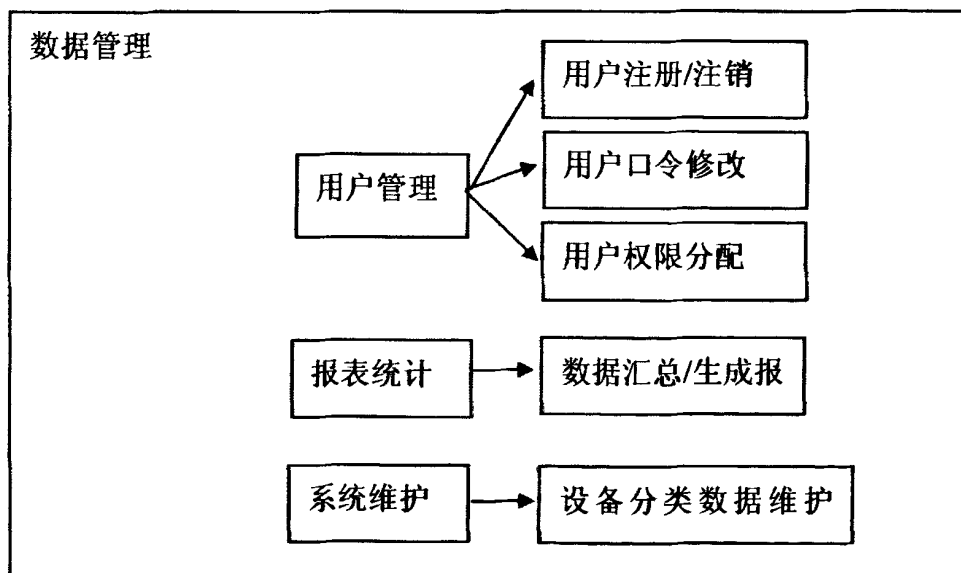 数据管理
用户注册/注销
用户管理
用户口令修改
用户权限分配
报表统计
数据汇总/生成报
系统维护
设备分类数据维护